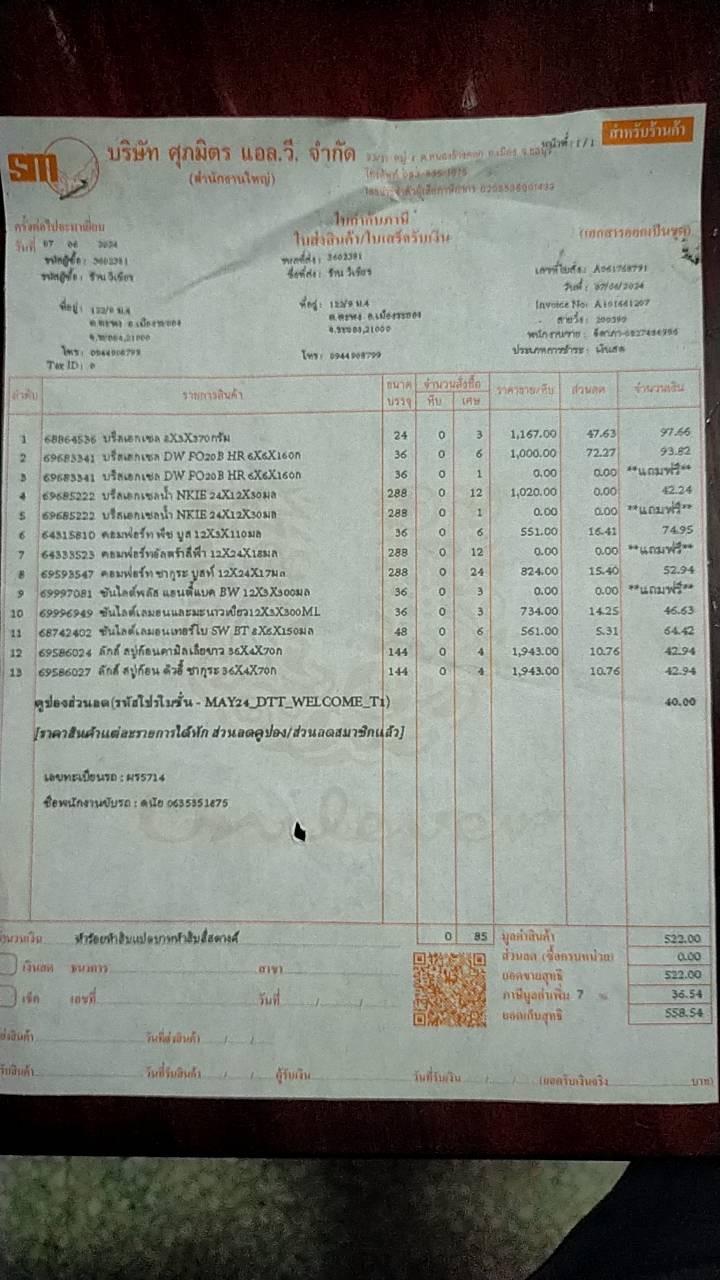 สำหรับร้านค้า
หน้าที่ : 1 / 1
sm
บริษัท ศุภมิตร แอล.วี. จำกัด
(สำนักงานใหญ่)
ใบกำกับภาษี
ใบส่งสินค้า/ใบเสร็จรับเงิน
(เอกสารออกเป็นชุด)
ครั้งต่อไปจะมาเยี่ยม
วันที่ 07 06 2024
รหัสผู้ซื้อ : 3602381
ชื่อผู้ซื้อ : ร้าน วิเชียร
ที่อยู่ : 123/9 ม.4
ต.ตะพง อ.เมืองระยอง
จ.ระยอง,21000
โทร : 0944908799
Tax ID : 0
3602381
ชื่อที่ส่ง : ร้าน วิเชียร
ที่อยู่ : 123/9 ม.4
ต.ตะพง อ.เมืองระยอง
จ.ระยอง,21000
โทร : 0944908799
เลขที่ใบสั่ง : A061768791
วันที่ : 07/06/2024
Invoice No: A101661207
สายวิ่ง : 200390
ประเภทการชำระ : เงินสด
ลำดับ รายการสินค้า ขนาดบรรจุ จำนวนสั่งซื้อ หีบ เศษ ราคาขาย/หีบ ส่วนลด จำนวนเงิน
1 68864536 บรีสเอกเซล 8X3X370กรัม 24 0 3 1,167.00 47.63 97.66
2 69683341 บรีสเอกเซล DW PO20B HR 6X6X160ก 36 0 6 1,000.00 72.27 93.82
3 69683341 บรีสเอกเซล DW PO20B HR 6X6X160ก 36 0 1 0.00 0.00 **แถมฟรี**
4 69685222 บรีสเอกเซลน้ำ NKIE 24X12X30มล 288 0 12 1,020.00 0.00 42.24
5 69685222 บรีสเอกเซลน้ำ NKIE 24X12X30มล 288 0 1 0.00 0.00 **แถมฟรี**
6 64315810 คอมฟอร์ท พีช บูส 12X3X110มล 36 0 6 551.00 16.41 74.95
7 64333523 คอมฟอร์ทอัลตร้าสีฟ้า 12X24X18มล 288 0 12 0.00 0.00 **แถมฟรี**
8 69593547 คอมฟอร์ท ซากุระ บูสท์ 12X24X17มล 288 0 24 824.00 15.40 52.94
9 69997081 ซันไลต์พลัส แอนตี้แบค BW 12X3X300มล 36 0 3 0.00 0.00 **แถมฟรี**
10 69996949 ซันไลต์เลมอนและมะนาวเขียว12X3X300ML 36 0 3 734.00 14.25 46.63
11 68742402 ซันไลต์เลมอนเทอร์โบ SW BT 8X6X150มล 48 0 6 561.00 5.31 64.42
12 69586024 ลักส์ สบู่ก้อนคามิลเลียขาว 36X4X70ก 144 0 4 1,943.00 10.76 42.94
13 69586027 ลักส์ สบู่ก้อน ดิวอี้ ซากุระ 36X4X70ก 144 0 4 1,943.00 10.76 42.94
คูปองส่วนลด(รหัสโปรโมชั่น - MAY24_DTT_WELCOME_T1) 40.00
[ราคาสินค้าแต่ละรายการได้หัก ส่วนลดคูปอง/ส่วนลดสมาชิกแล้ว]
เลขทะเบียนรถ : ผร5714
ชื่อพนักงานขับรถ : ดนัย 0635351875
จำนวนเงิน ห้าร้อยห้าสิบแปดบาทห้าสิบสี่สตางค์ 0 85
มูลค่าสินค้า 522.00
ส่วนลด (ซื้อครบหน่วย) 0.00
ยอดขายสุทธิ 522.00
ภาษีมูลค่าเพิ่ม 7 % 36.54
ยอดเก็บสุทธิ 558.54
เงินสด ธนาคาร สาขา
เช็ค เลขที่ วันที่ / /
ส่งสินค้า วันที่ส่งสินค้า / /
รับสินค้า วันที่รับสินค้า / / ผู้รับเงิน วันที่รับเงิน / / (ยอดรับเงินจริง บาท)